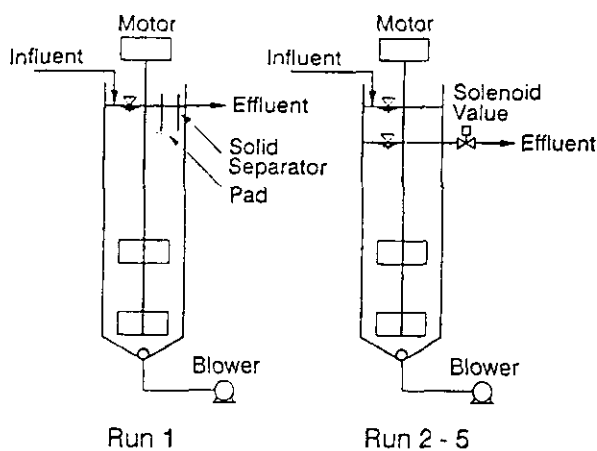 Motor
Influent
Effluent
Solid
Separator
Pad
Blower
Run 1
Motor
Influent
Solenoid
Value
Effluent
Blower
Run 2 - 5